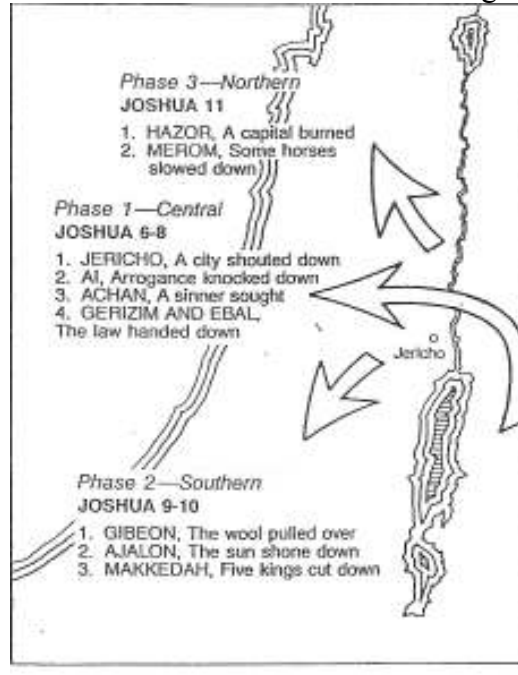 Phase 3—Northern
JOSHUA 11
1. HAZOR, A capital burned
2. MEROM, Some horses
slowed down
Phase 1—Central
JOSHUA 6-8
1. JERICHO, A city shouted down
2. AI, Arrogance knocked down
3. ACHAN, A sinner sought
4. GERIZIM AND EBAL,
The law handed down
Jericho
Phase 2—Southern
JOSHUA 9-10
1. GIBEON, The wool pulled over
2. AJALON, The sun shone down
3. MAKKEDAH, Five kings cut down